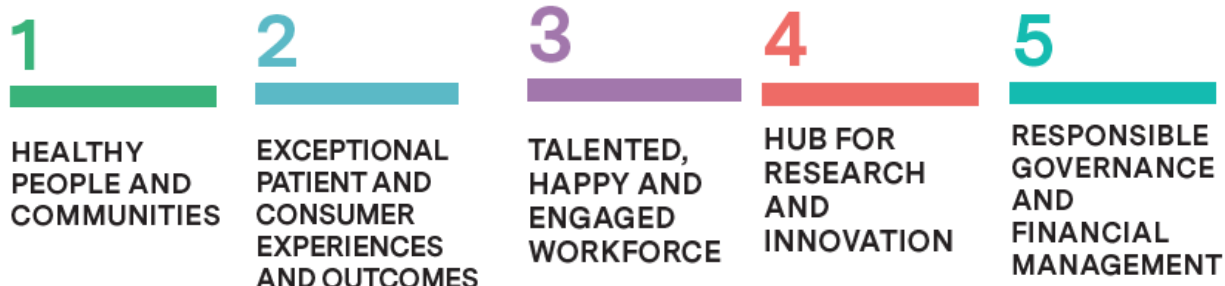 1
HEALTHY
PEOPLE AND
COMMUNITIES
2
EXCEPTIONAL
PATIENT AND
CONSUMER
EXPERIENCES
AND OUTCOMES
3
TALENTED,
HAPPY AND
ENGAGED
WORKFORCE
4
HUB FOR
RESEARCH
AND
INNOVATION
5
RESPONSIBLE
GOVERNANCE
AND
FINANCIAL
MANAGEMENT